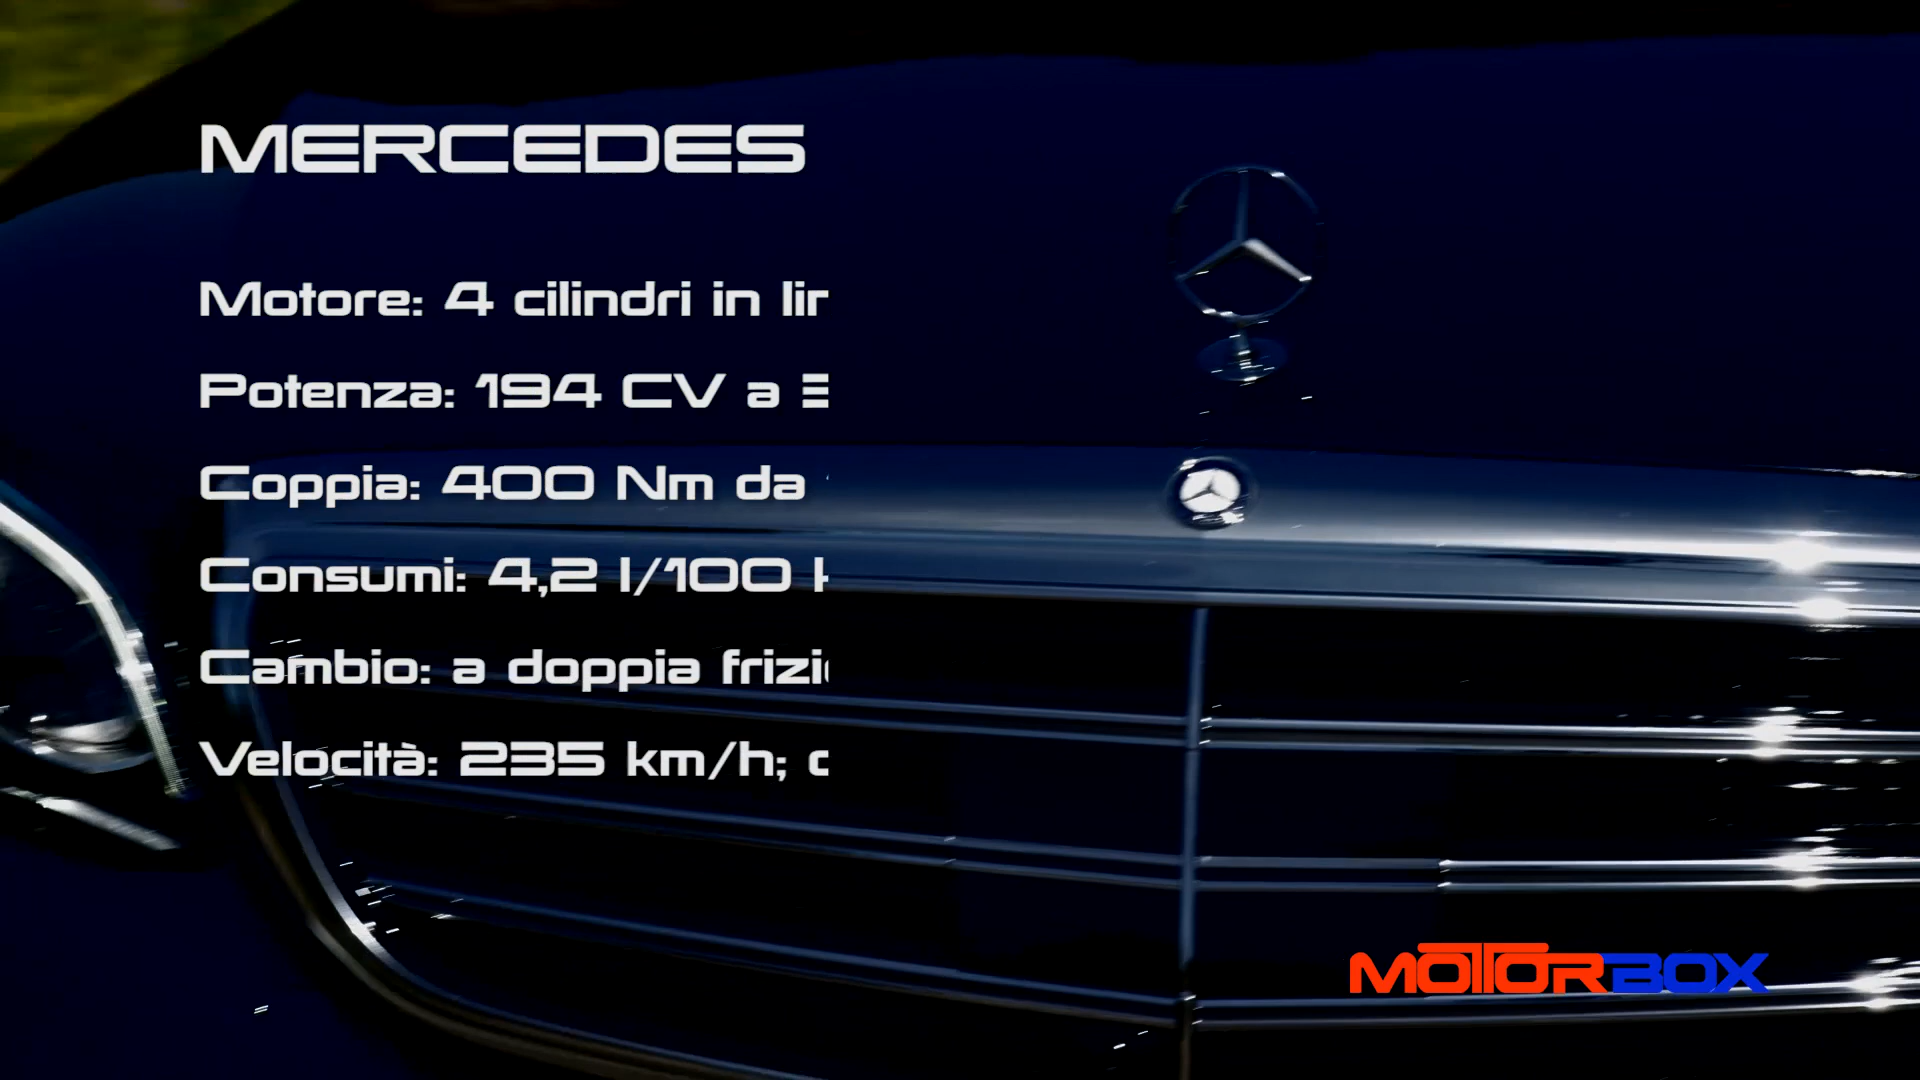 MERCEDES
Motore: 4 cilindri in
Potenza: 194 CV a
Coppia: 400 Nm da
Consumi: 4,2 l/100
Cambio: a doppia
Velocità: 235 km/h;
MOTORBOX